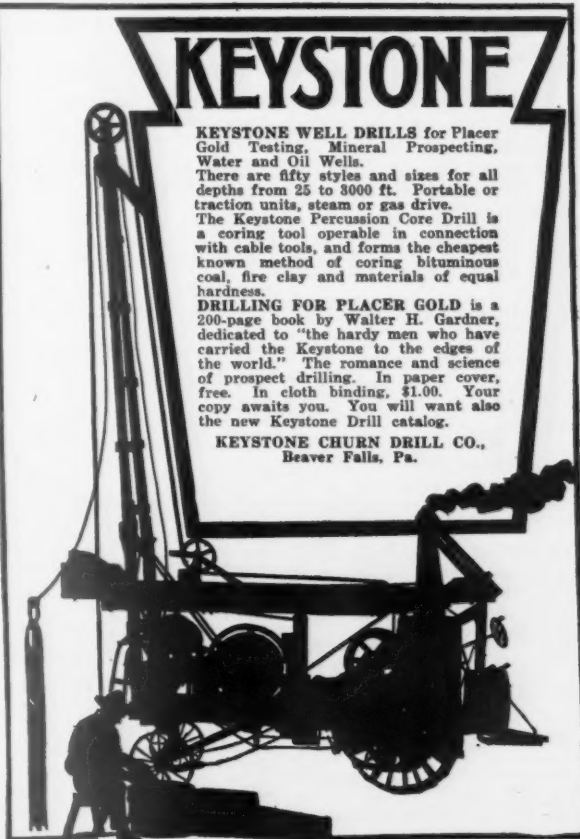 KEYSTONE
KEYSTONE WELL DRILLS for Placer
Gold Testing, Mineral Prospecting,
Water and Oil Wells.
There are fifty styles and sizes for all
depths from 25 to 3000 ft. Portable or
traction units, steam or gas drive.
The Keystone Percussion Core Drill is
a coring tool operable in connection
with cable tools, and forms the cheapest
known method of coring bituminous
coal, fire clay and materials of equal
hardness.
DRILLING FOR PLACER GOLD is a
200-page book by Walter H. Gardner,
dedicated to "the hardy men who have
carried the Keystone to the edges of
the world." The romance and science
of prospect drilling. In paper cover,
free. In cloth binding, $1.00. Your
copy awaits you. You will want also
the new Keystone Drill catalog.
KEYSTONE CHURN DRILL CO.,
Beaver Falls, Pa.